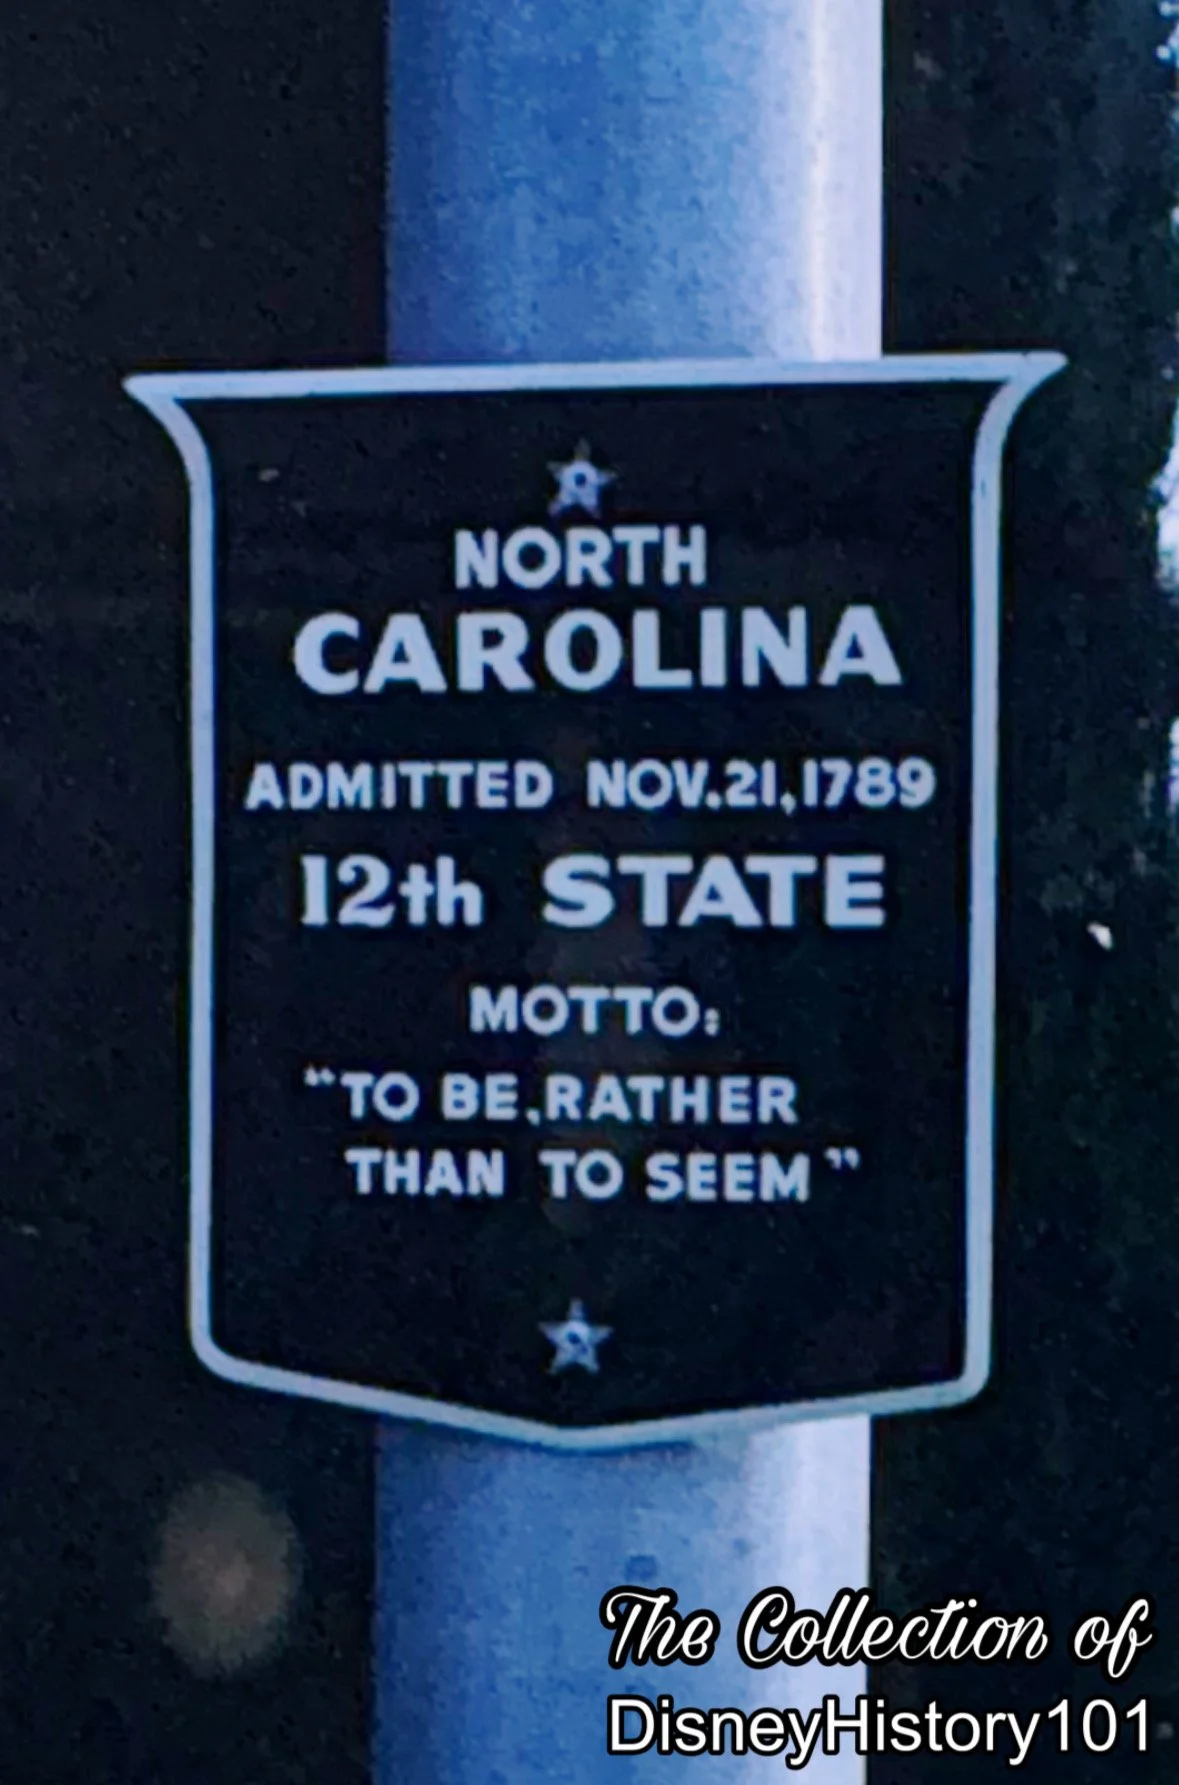 NORTH
CAROLINA
ADMITTED NOV.21,1789
12th STATE
MOTTO:
“TO BE,RATHER
THAN TO SEEM”
The Collection of
DisneyHistory101